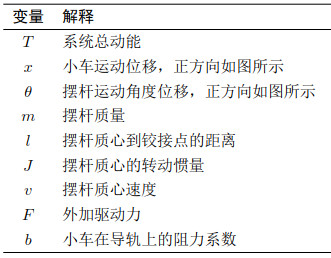 变量 解释
T 系统总动能
x 小车运动位移，正方向如图所示
θ 摆杆运动角度位移，正方向如图所示
m 摆杆质量
l 摆杆质心到铰接点的距离
J 摆杆质心的转动惯量
v 摆杆质心速度
F 外加驱动力
b 小车在导轨上的阻力系数